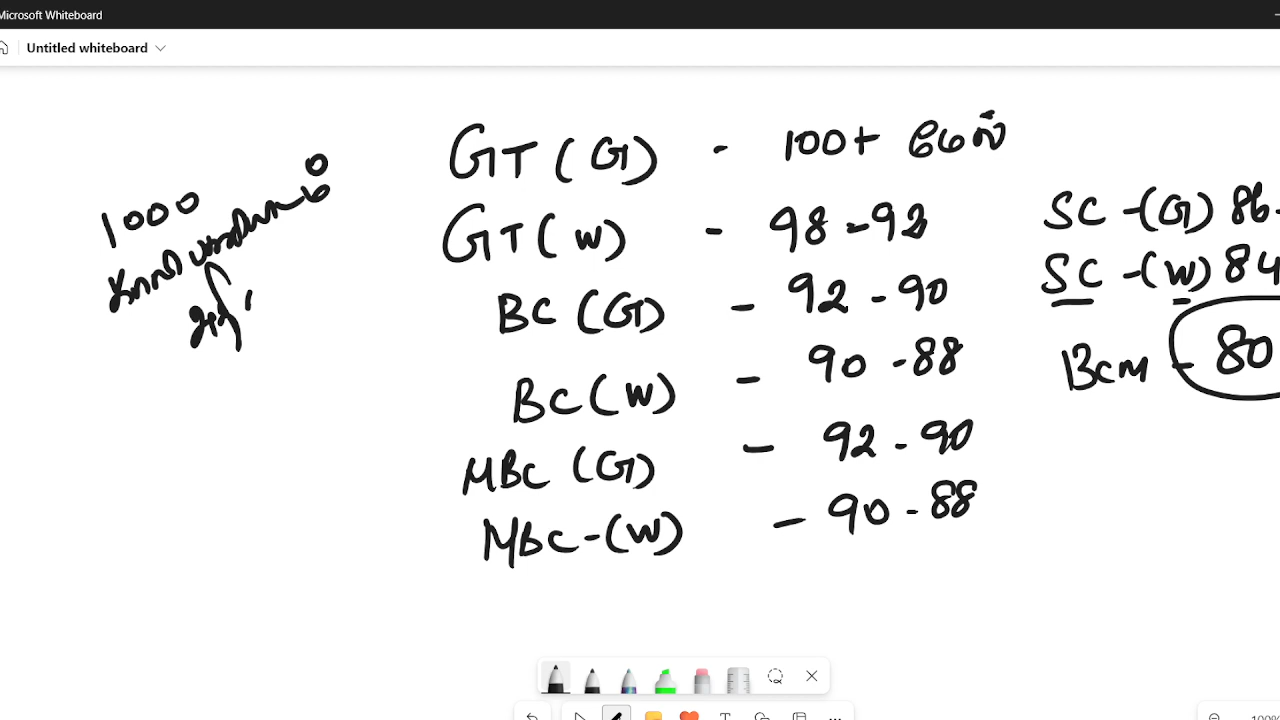 Microsoft Whiteboard
Untitled whiteboard
1000
GT (G) - 100+ மேல்
GT (W) - 98 - 92
BC (G) - 92 - 90
BC (W) - 90 - 88
MBC (G) - 92 - 90
MBC - (W) - 90 - 88
SC - (G) 86-
SC - (W) 84
BCM - 80
100%